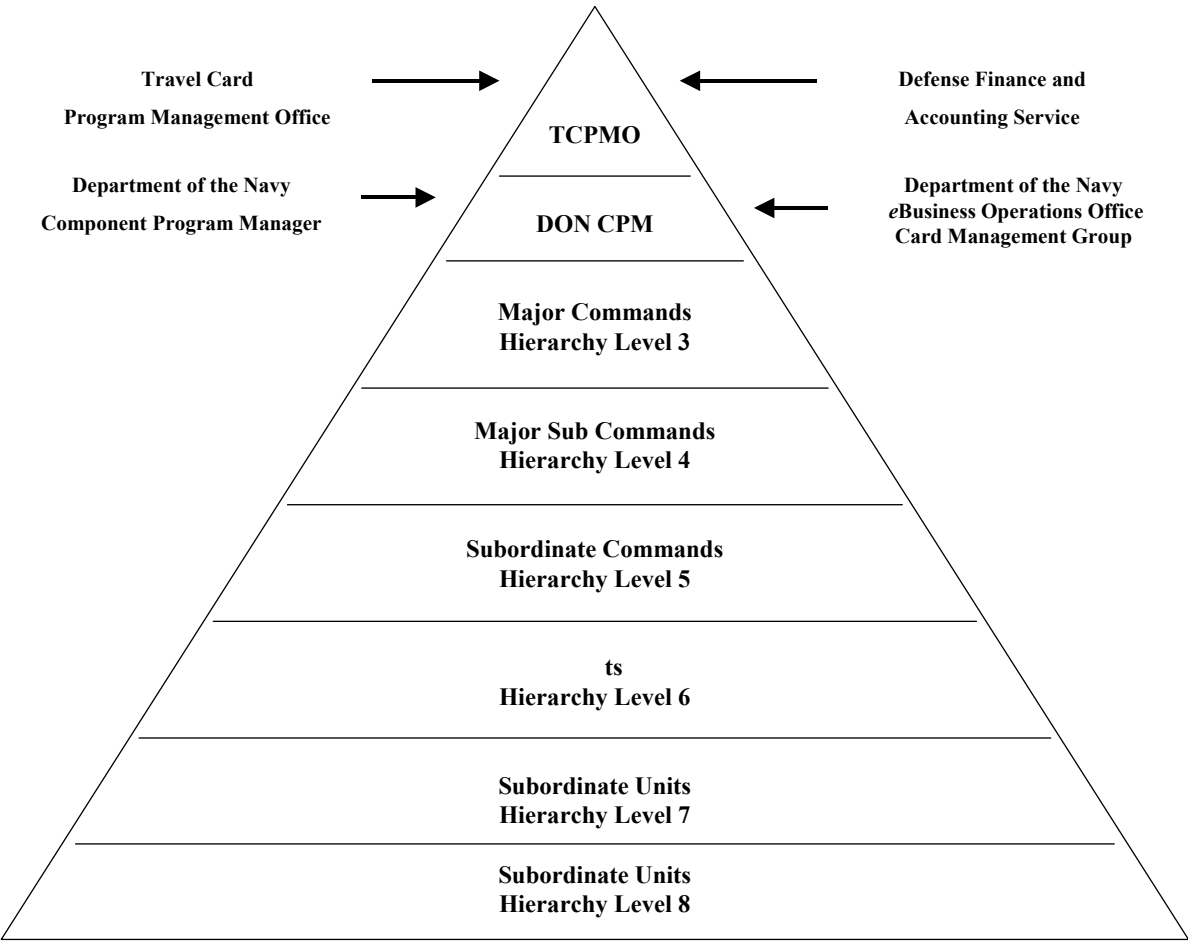 Travel Card
Program Management Office
Defense Finance and
Accounting Service
TCPMO
Department of the Navy
Component Program Manager
Department of the Navy
eBusiness Operations Office
Card Management Group
DON CPM
Major Commands
Hierarchy Level 3
Major Sub Commands
Hierarchy Level 4
Subordinate Commands
Hierarchy Level 5
ts
Hierarchy Level 6
Subordinate Units
Hierarchy Level 7
Subordinate Units
Hierarchy Level 8